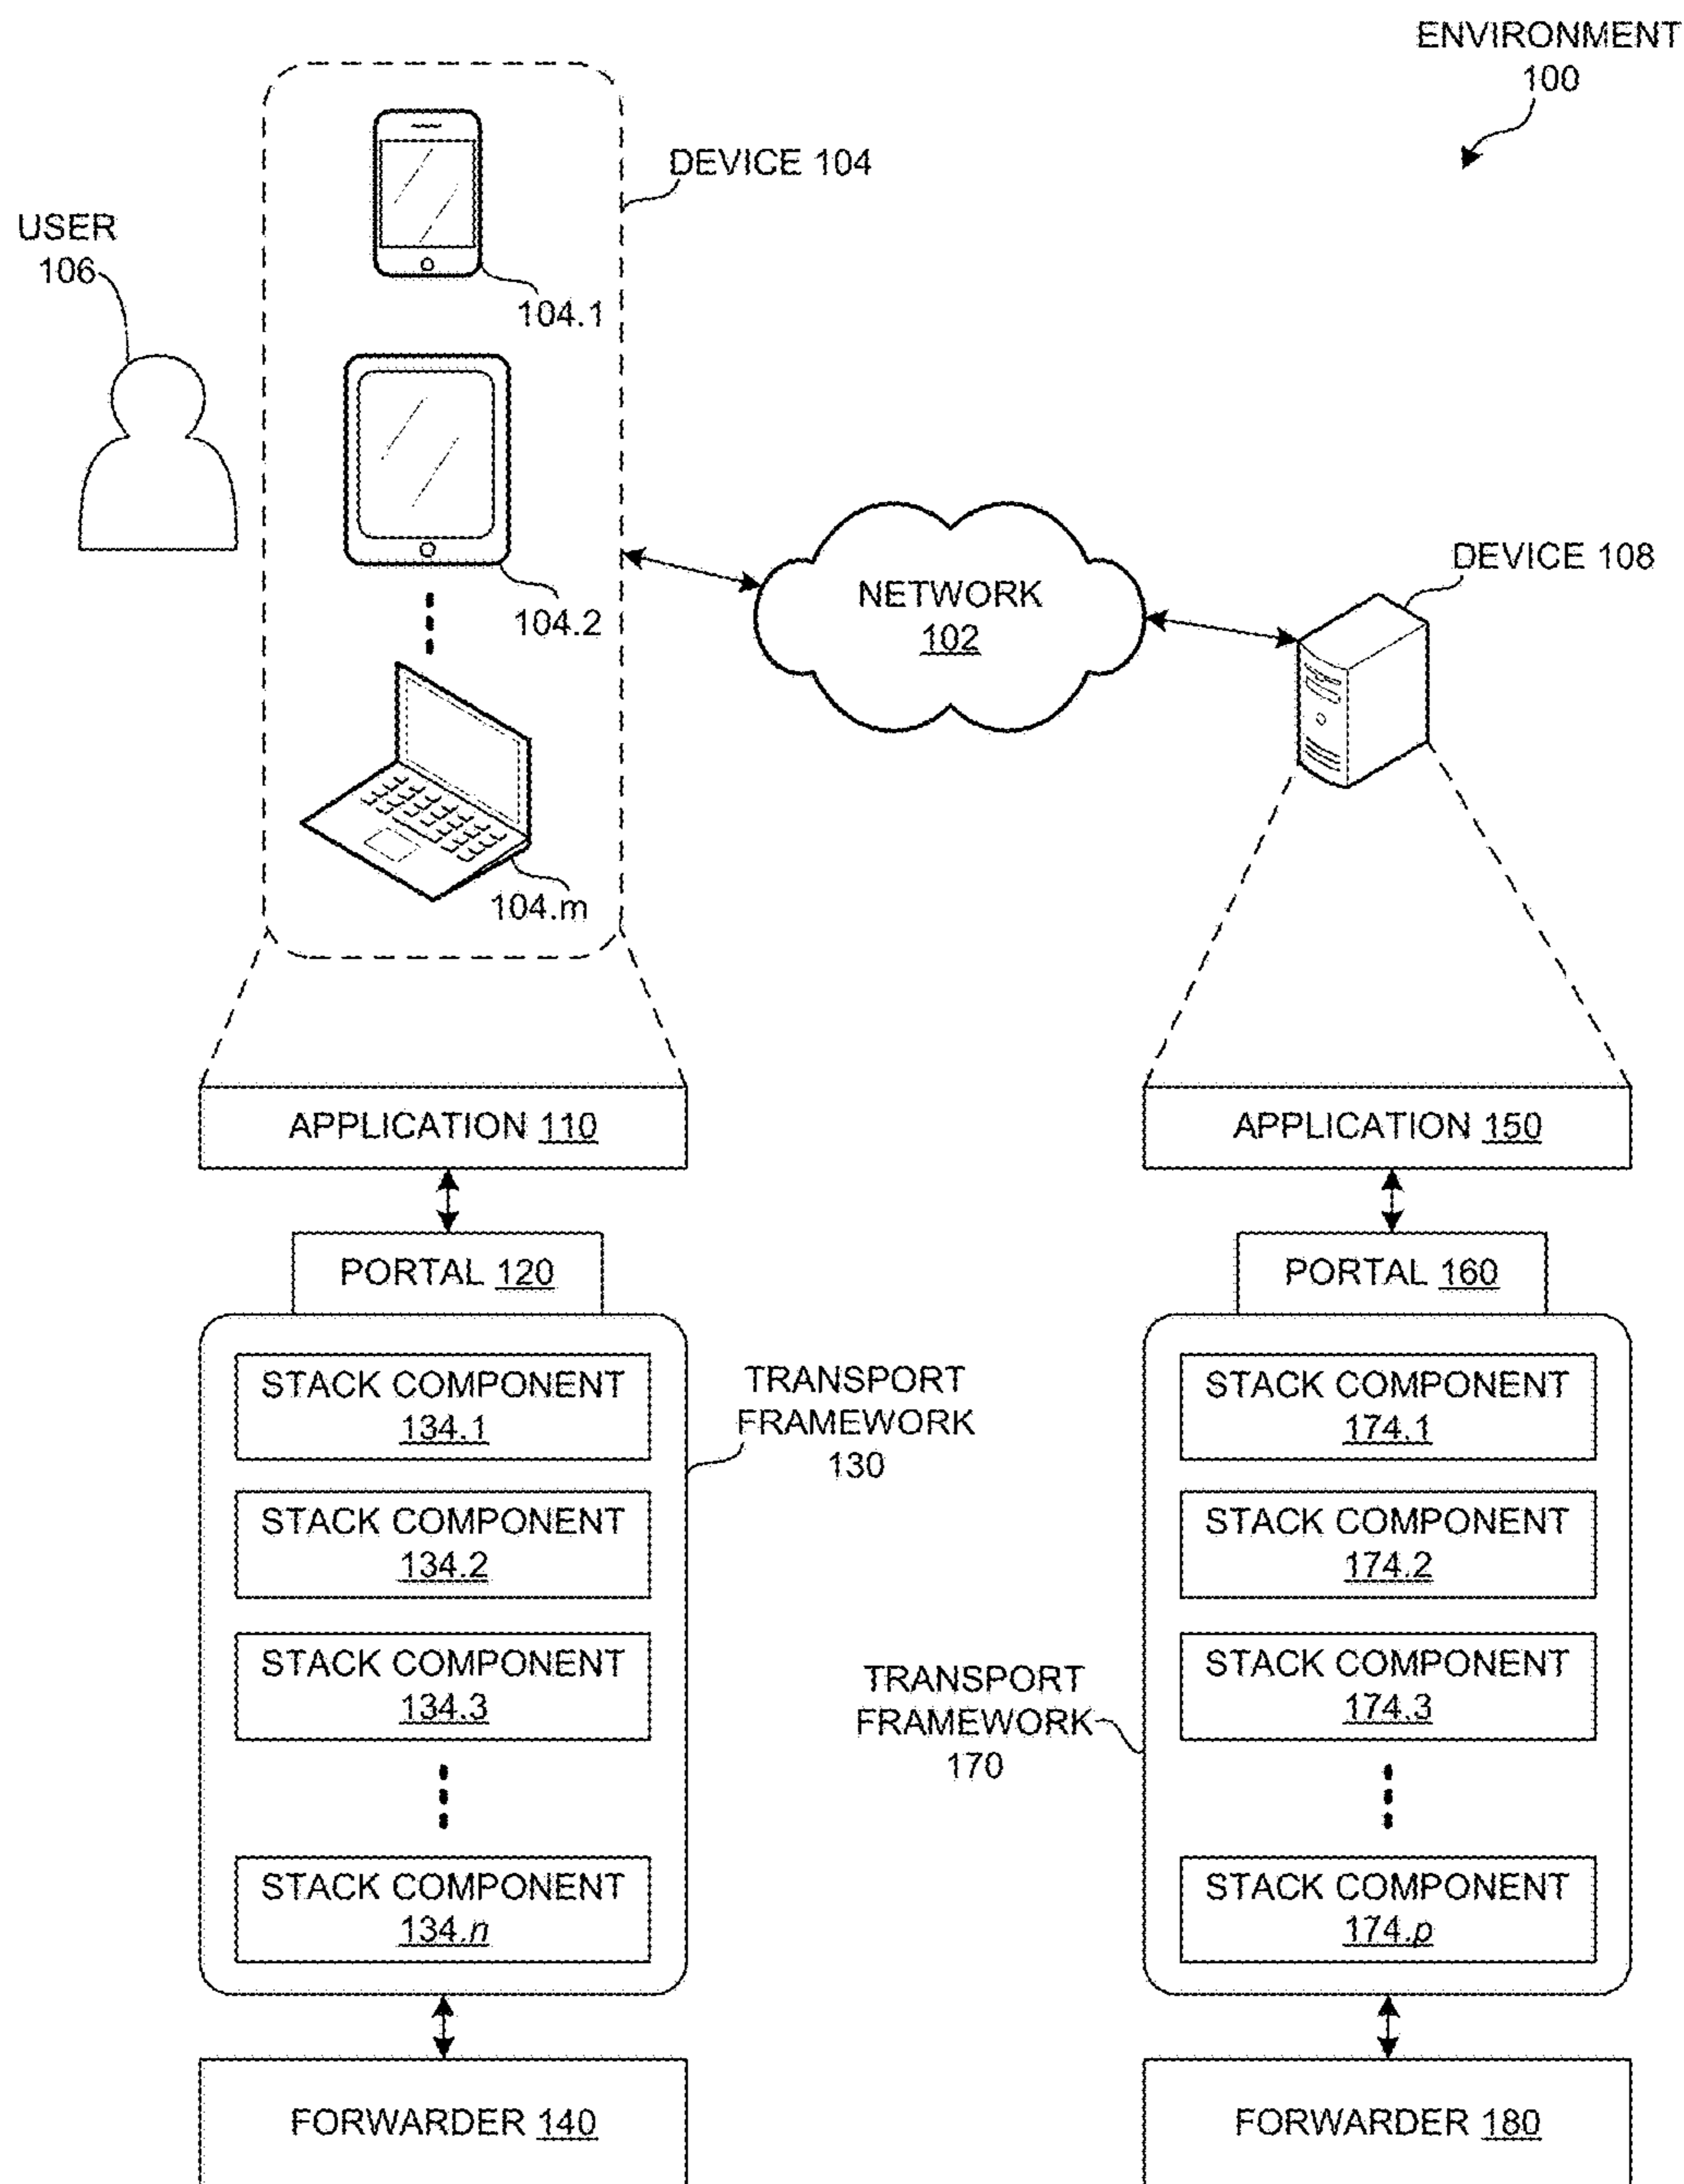 ENVIRONMENT
100
DEVICE 104
USER
106
104.1
104.2
104.m
NETWORK
102
DEVICE 108
APPLICATION 110
PORTAL 120
STACK COMPONENT
134.1
STACK COMPONENT
134.2
STACK COMPONENT
134.3
STACK COMPONENT
134.n
TRANSPORT
FRAMEWORK
130
FORWARDER 140
APPLICATION 150
PORTAL 160
STACK COMPONENT
174.1
STACK COMPONENT
174.2
STACK COMPONENT
174.3
STACK COMPONENT
174.p
TRANSPORT
FRAMEWORK
170
FORWARDER 180